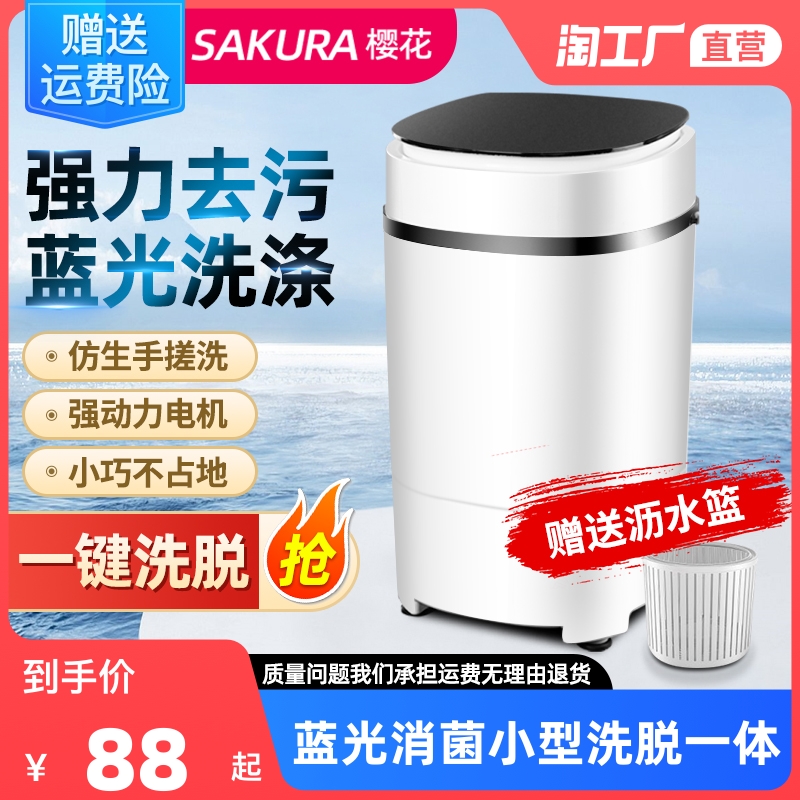 赠送
运费险
SAKURA 樱花
淘工厂 直营
强力去污
蓝光洗涤
仿生手搓洗
强动力电机
小巧不占地
一键洗脱
抢
赠送沥水篮
质量问题我们承担运费无理由退货
到手价
¥ 88 起
蓝光消菌小型洗脱一体